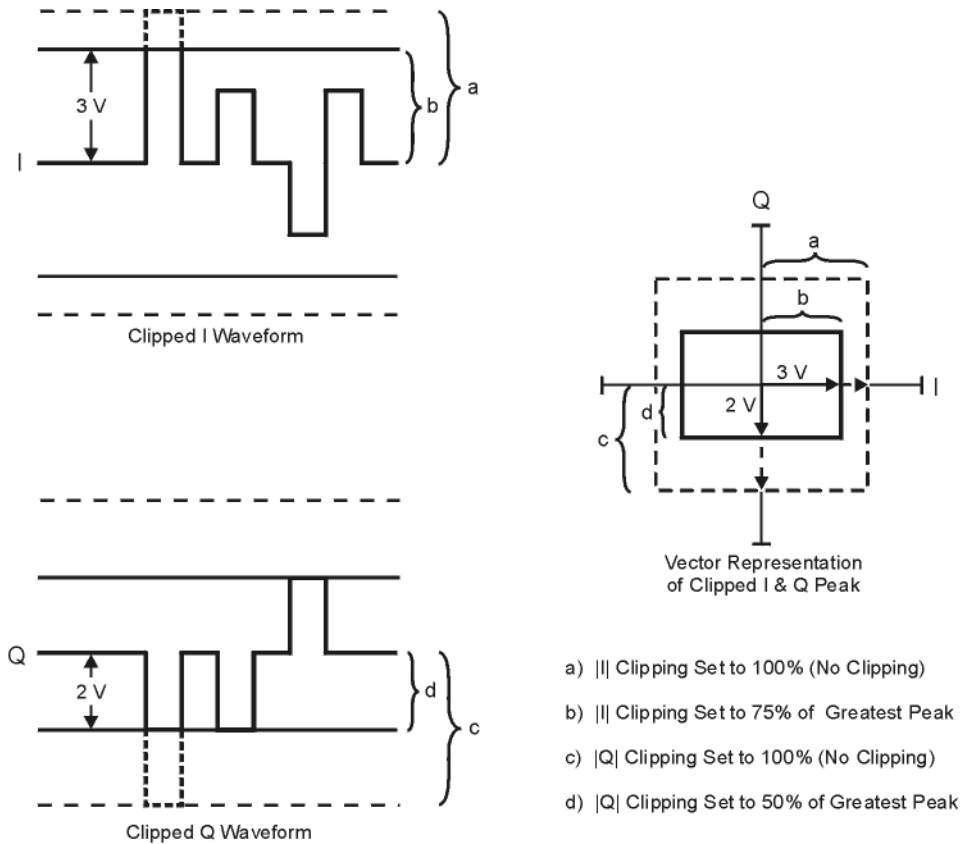 3 V
b
a
I
Clipped I Waveform
Q
a
b
3 V
I
2 V
d
c
Vector Representation
of Clipped I & Q Peak
Q
2 V
d
c
Clipped Q Waveform
a) |I| Clipping Set to 100% (No Clipping)
b) |I| Clipping Set to 75% of Greatest Peak
c) |Q| Clipping Set to 100% (No Clipping)
d) |Q| Clipping Set to 50% of Greatest Peak